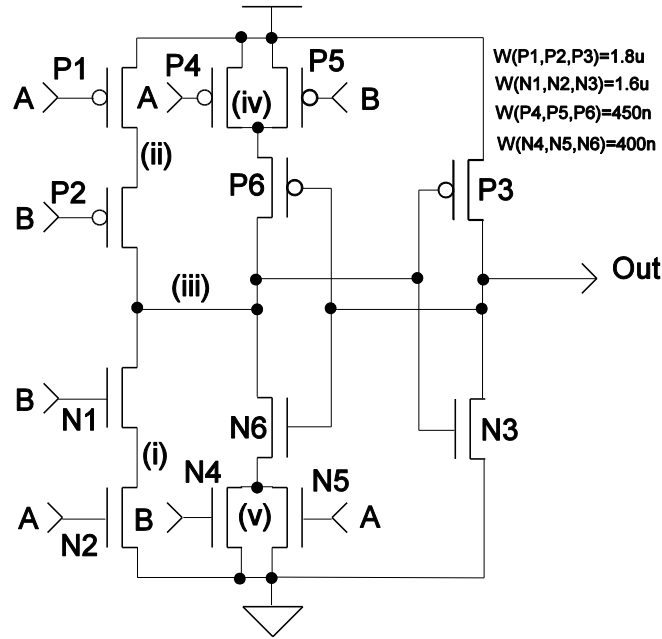 P1
P4
P5
W(P1,P2,P3)=1.8u
W(N1,N2,N3)=1.6u
W(P4,P5,P6)=450n
W(N4,N5,N6)=400n
A
A
(iv)
B
(ii)
P2
P6
P3
B
Out
(iii)
B
N1
N6
N3
(i)
N4
N5
A
B
(v)
A
N2